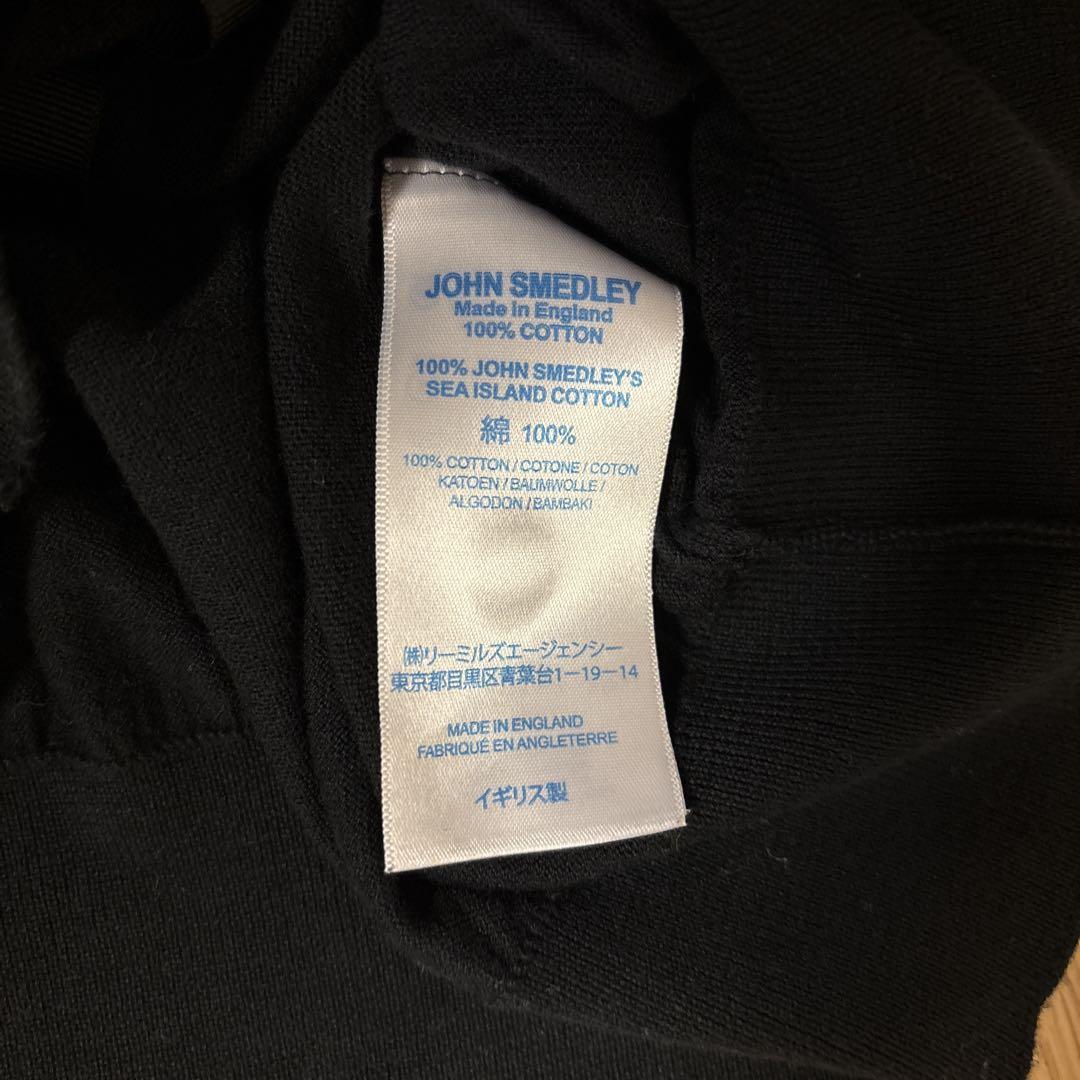 JOHN SMEDLEY
Made in England
100% COTTON
100% JOHN SMEDLEY'S
SEA ISLAND COTTON
綿 100%
100% COTTON / COTONE / COTON
KATOEN / BAUMWOLLE /
ALGODON / BAMBAKI
㈱リーミルズエージェンシー
東京都目黒区青葉台1-19-14
MADE IN ENGLAND
FABRIQUÉ EN ANGLETERRE
イギリス製